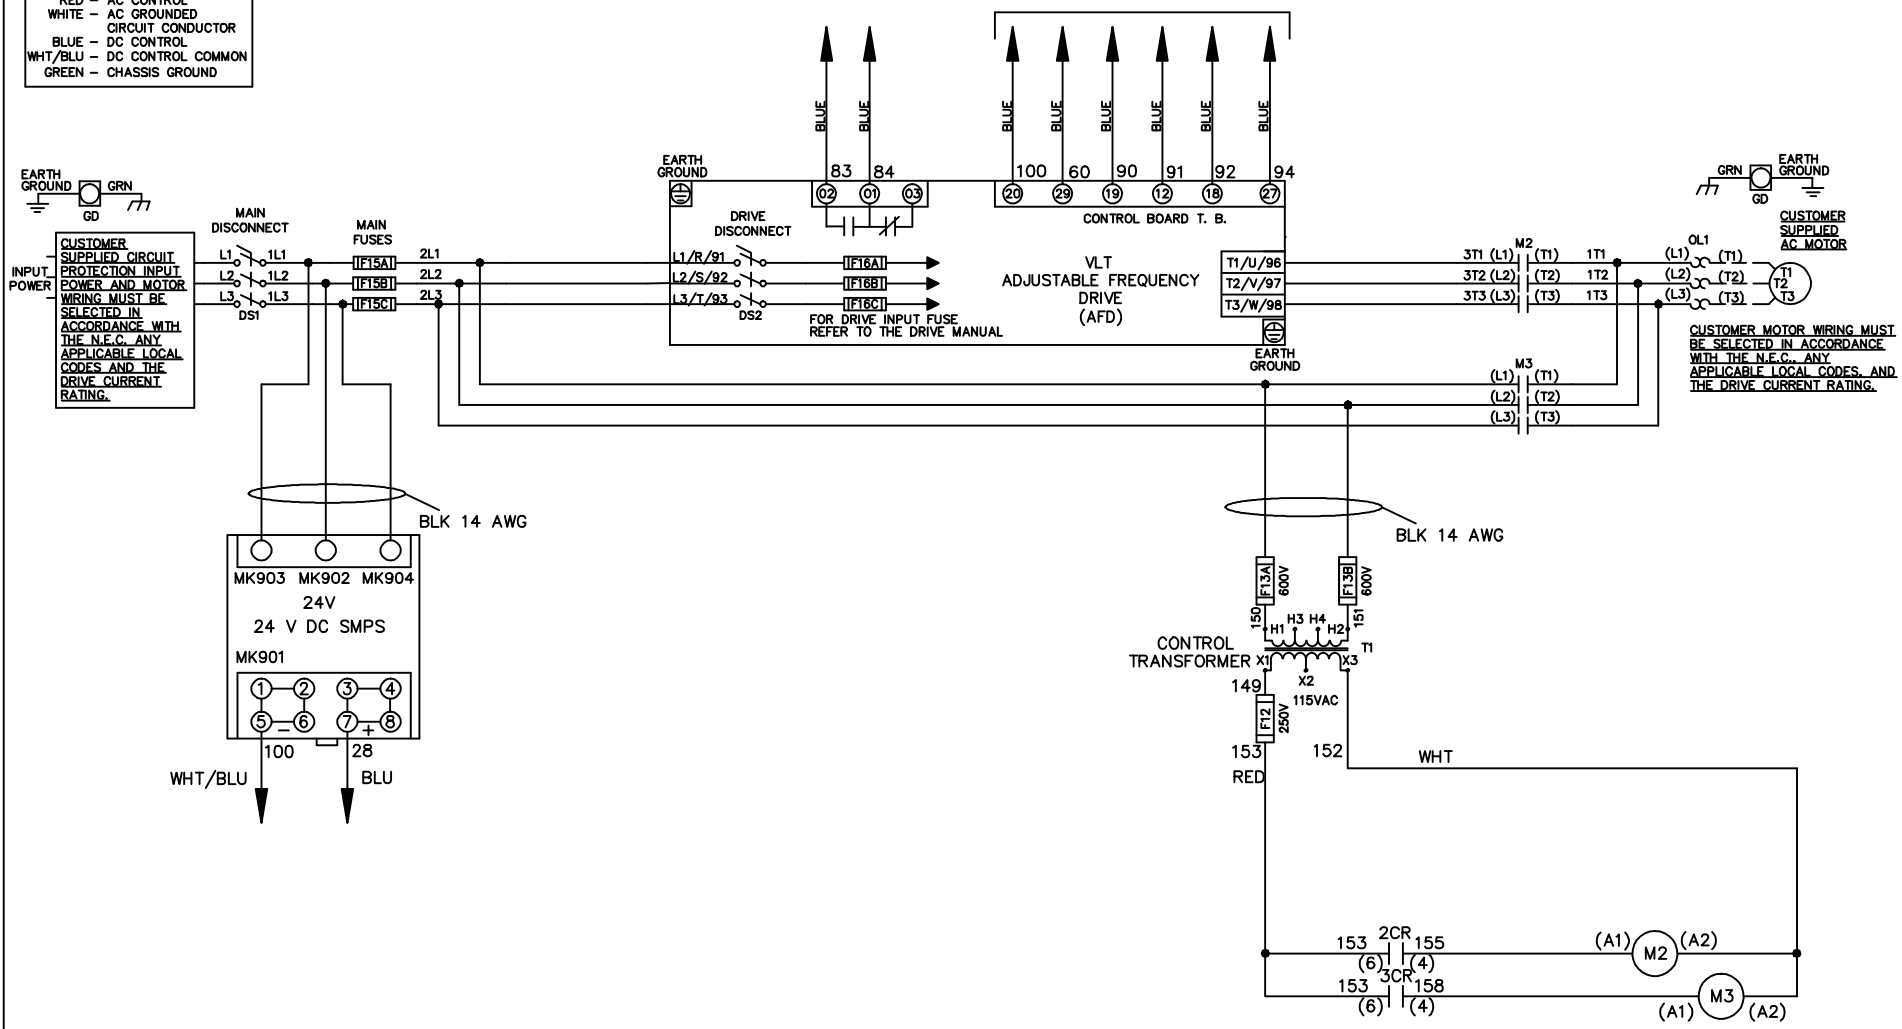 RED – AC CONTROL
WHITE – AC GROUNDED
CIRCUIT CONDUCTOR
BLUE – DC CONTROL
WHT/BLU – DC CONTROL COMMON
GREEN – CHASSIS GROUND
BLUE
BLUE
BLUE
BLUE
BLUE
BLUE
BLUE
BLUE
EARTH
GROUND
GRN
GD
EARTH
GROUND
83
84
100
60
90
91
92
94
02
01
03
20
29
19
12
18
27
CONTROL BOARD T. B.
GRN
EARTH
GROUND
GD
CUSTOMER
SUPPLIED
AC MOTOR
INPUT
POWER
CUSTOMER
SUPPLIED CIRCUIT
PROTECTION INPUT
POWER AND MOTOR
WIRING MUST BE
SELECTED IN
ACCORDANCE WITH
THE N.E.C. ANY
APPLICABLE LOCAL
CODES AND THE
DRIVE CURRENT
RATING.
MAIN
DISCONNECT
L1 1L1
L2 1L2
L3 1L3
DS1
MAIN
FUSES
F15A
F15B
F15C
2L1
2L2
2L3
L1/R/91
L2/S/92
L3/T/93
DRIVE
DISCONNECT
DS2
F16A
F16B
F16C
FOR DRIVE INPUT FUSE
REFER TO THE DRIVE MANUAL
VLT
ADJUSTABLE FREQUENCY
DRIVE
(AFD)
T1/U/96
T2/V/97
T3/W/98
EARTH
GROUND
M2
3T1 (L1) (T1) 1T1
3T2 (L2) (T2) 1T2
3T3 (L3) (T3) 1T3
OL1
(L1) (T1)
(L2) (T2)
(L3) (T3)
T1
T2
T3
CUSTOMER MOTOR WIRING MUST
BE SELECTED IN ACCORDANCE
WITH THE N.E.C., ANY
APPLICABLE LOCAL CODES, AND
THE DRIVE CURRENT RATING.
M3
(L1) (T1)
(L2) (T2)
(L3) (T3)
BLK 14 AWG
BLK 14 AWG
MK903 MK902 MK904
24V
24 V DC SMPS
MK901
1 2 3 4
5 6 7 8
– +
100
28
WHT/BLU
BLU
F13A
600V
F13B
600V
150
151
H1 H3 H4 H2
T1
CONTROL
TRANSFORMER
X1 X3
X2
115VAC
149
F12
250V
153
RED
152
WHT
2CR
153 155
(6) (4)
(A1) M2 (A2)
3CR
153 158
(6) (4)
(A1) M3 (A2)